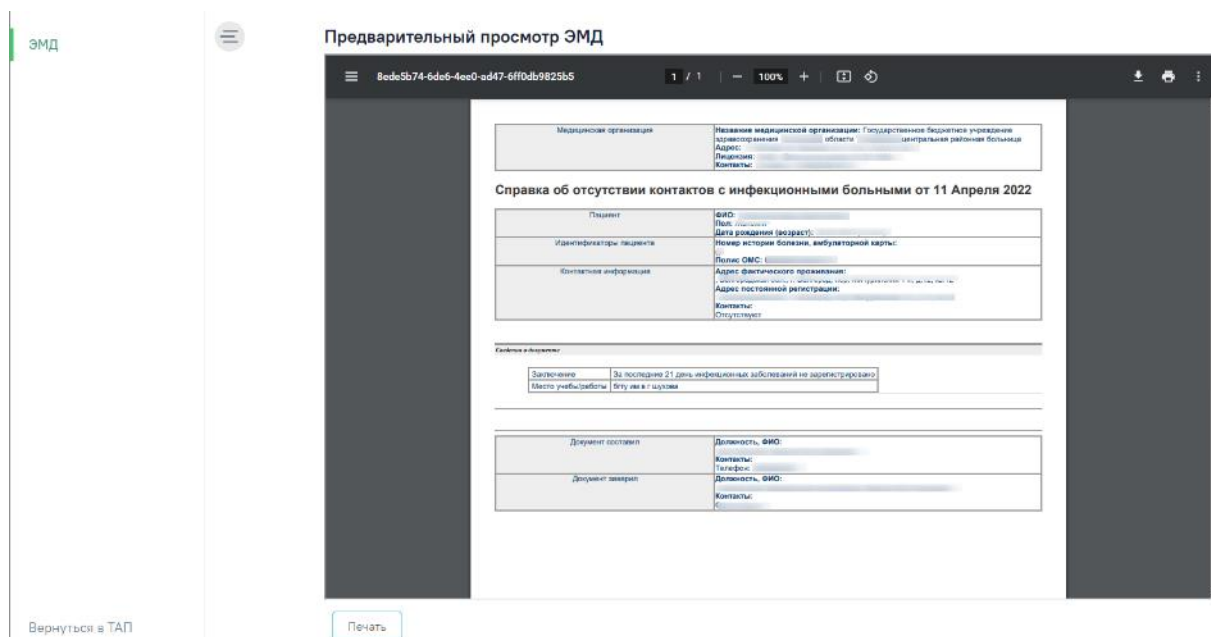 ЭМД
Предварительный просмотр ЭМД
8ede5b74-6de6-4ee0-ad47-6ff0db9825b5
1 / 1
100%
Медицинская организация
Название медицинской организации: Государственное бюджетное учреждение
здравоохранения области центральная районная больница
Адрес:
Лицензия:
Контакты:
Справка об отсутствии контактов с инфекционными больными от 11 Апреля 2022
Пациент
ФИО:
Пол:
Дата рождения (возраст):
Идентификаторы пациента
Номер истории болезни, амбулаторной карты:
Полис ОМС:
Контактная информация
Адрес фактического проживания:
Адрес постоянной регистрации:
Контакты:
Отсутствуют
Сведения о документе
Заключение
За последние 21 день инфекционных заболеваний не зарегистрировано
Место учебы/работы
бгту им в г шухова
Документ составил
Должность, ФИО:
Контакты:
Телефон:
Документ заверил
Должность, ФИО:
Контакты:
Вернуться в ТАП
Печать